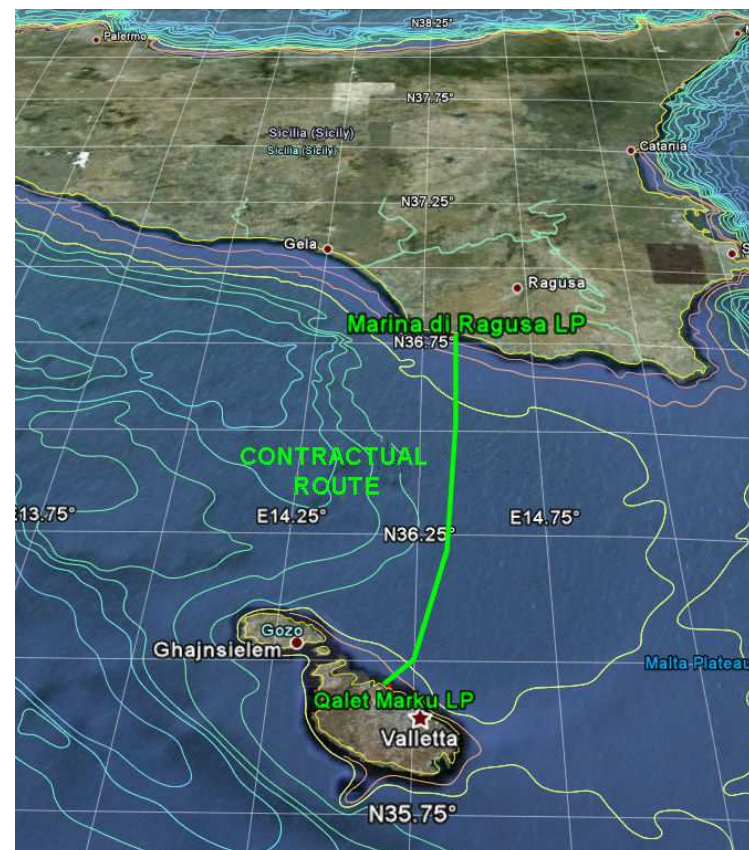 N38.25°
Palermo
N37.75°
Sicilia (Sicily)
Sicilia (Sicily)
Catania
N37.25°
Gela
Ragusa
Marina di Ragusa LP
N36.75°
CONTRACTUAL
ROUTE
E13.75°
E14.25°
E14.75°
N36.25°
Gozo
Ghajnsielem
Malta Plateau
Qalet Marku LP
Valletta
N35.75°